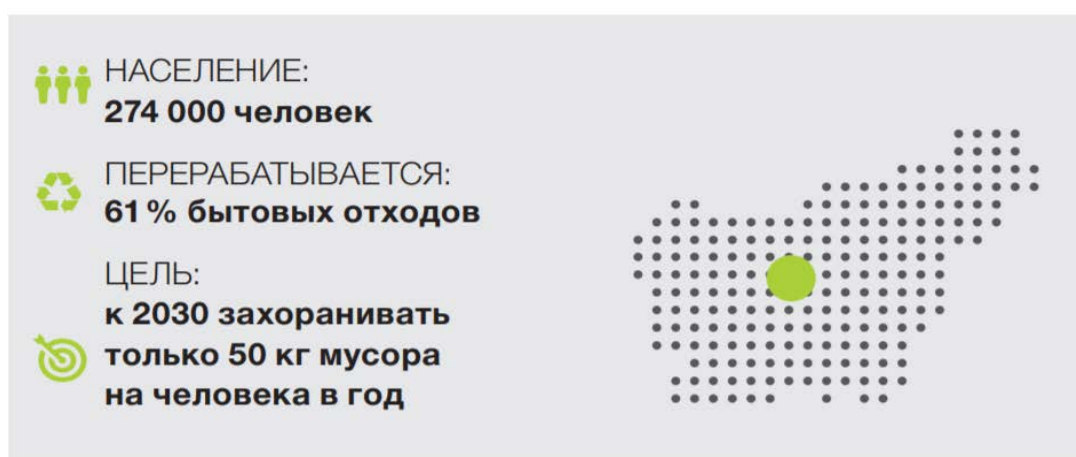 НАСЕЛЕНИЕ:
274 000 человек
ПЕРЕРАБАТЫВАЕТСЯ:
61 % бытовых отходов
ЦЕЛЬ:
к 2030 захоранивать
только 50 кг мусора
на человека в год